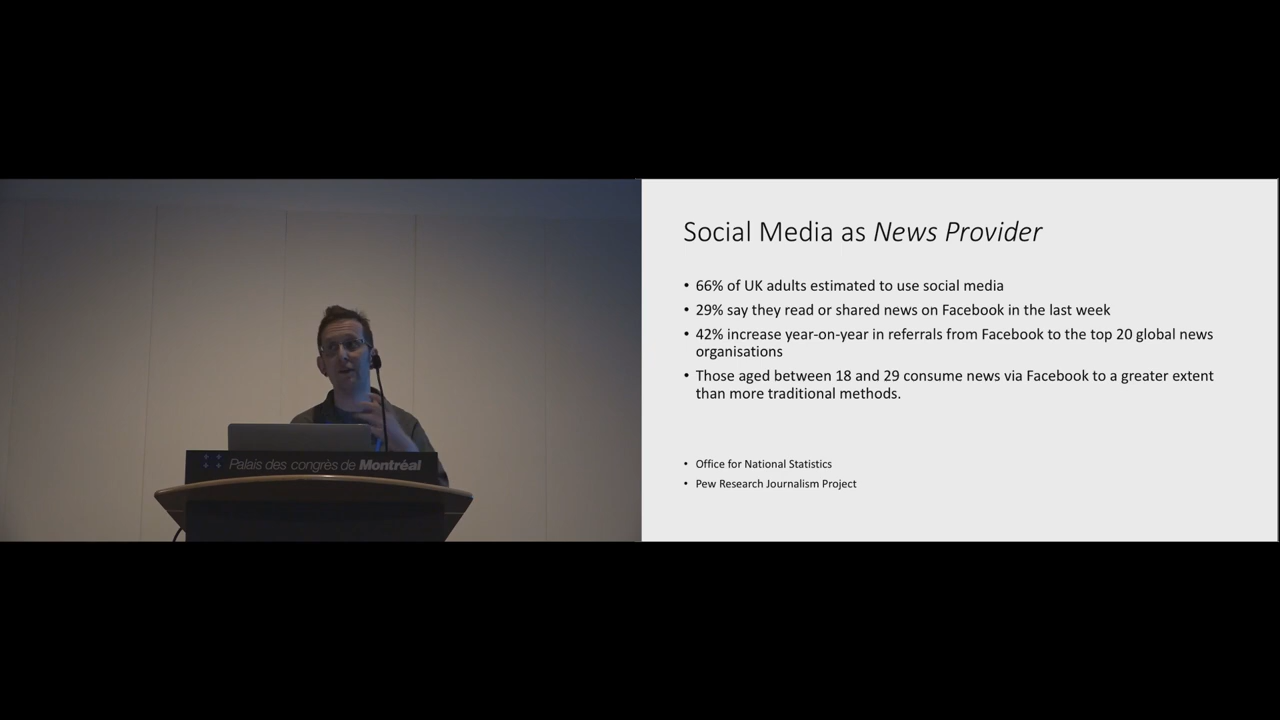 Social Media as News Provider
• 66% of UK adults estimated to use social media
• 29% say they read or shared news on Facebook in the last week
• 42% increase year-on-year in referrals from Facebook to the top 20 global news
organisations
• Those aged between 18 and 29 consume news via Facebook to a greater extent
than more traditional methods.
• Office for National Statistics
• Pew Research Journalism Project
Palais des congrès de Montréal